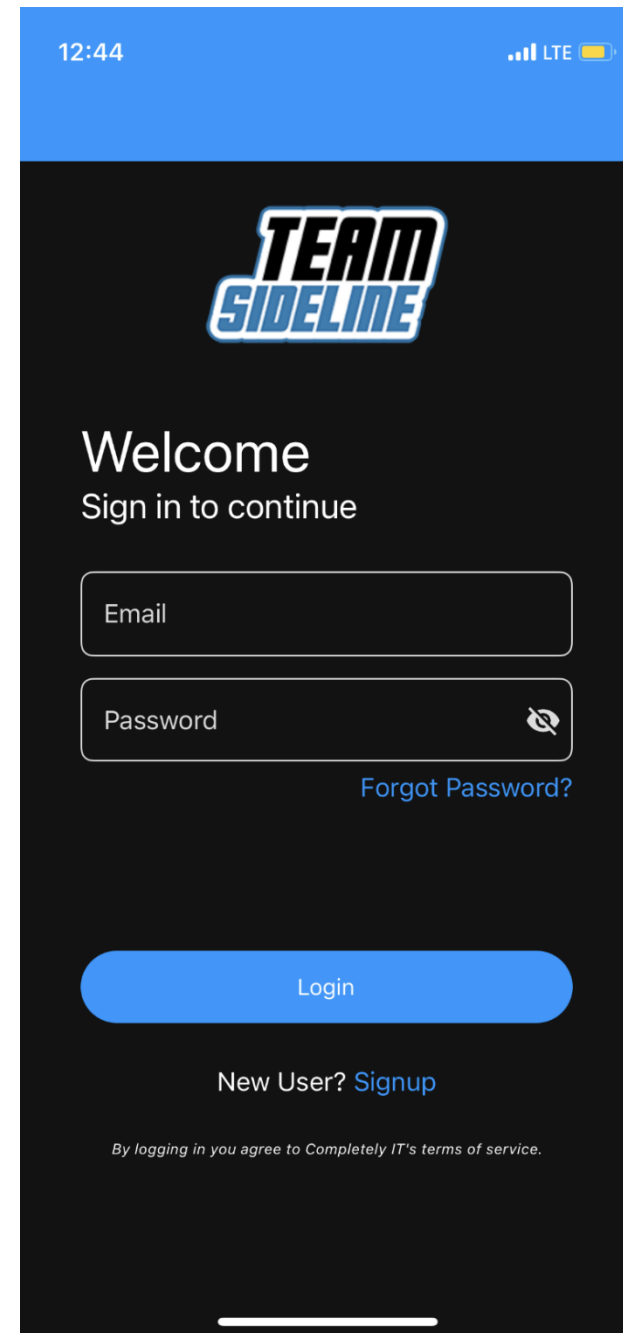 12:44
LTE
TEAM
SIDELINE
Welcome
Sign in to continue
Email
Password
Forgot Password?
Login
New User? Signup
By logging in you agree to Completely IT's terms of service.